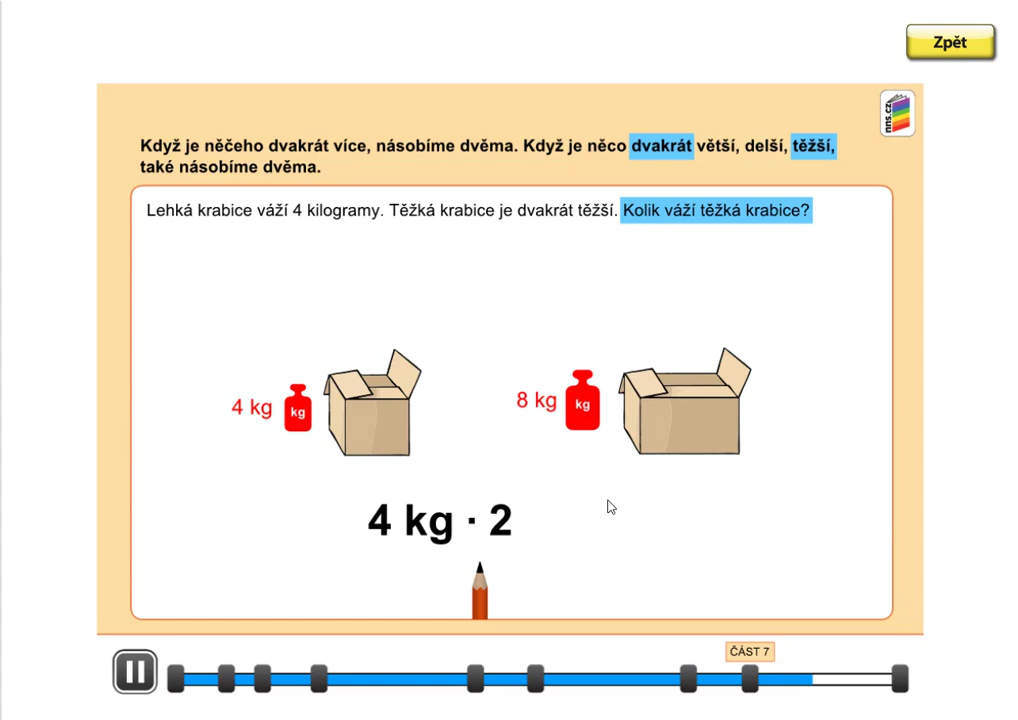 Zpět
nns.cz
Když je něčeho dvakrát více, násobíme dvěma. Když je něco dvakrát větší, delší, těžší,
také násobíme dvěma.
Lehká krabice váží 4 kilogramy. Těžká krabice je dvakrát těžší. Kolik váží těžká krabice?
4 kg kg 8 kg kg
4 kg · 2
ČÁST 7